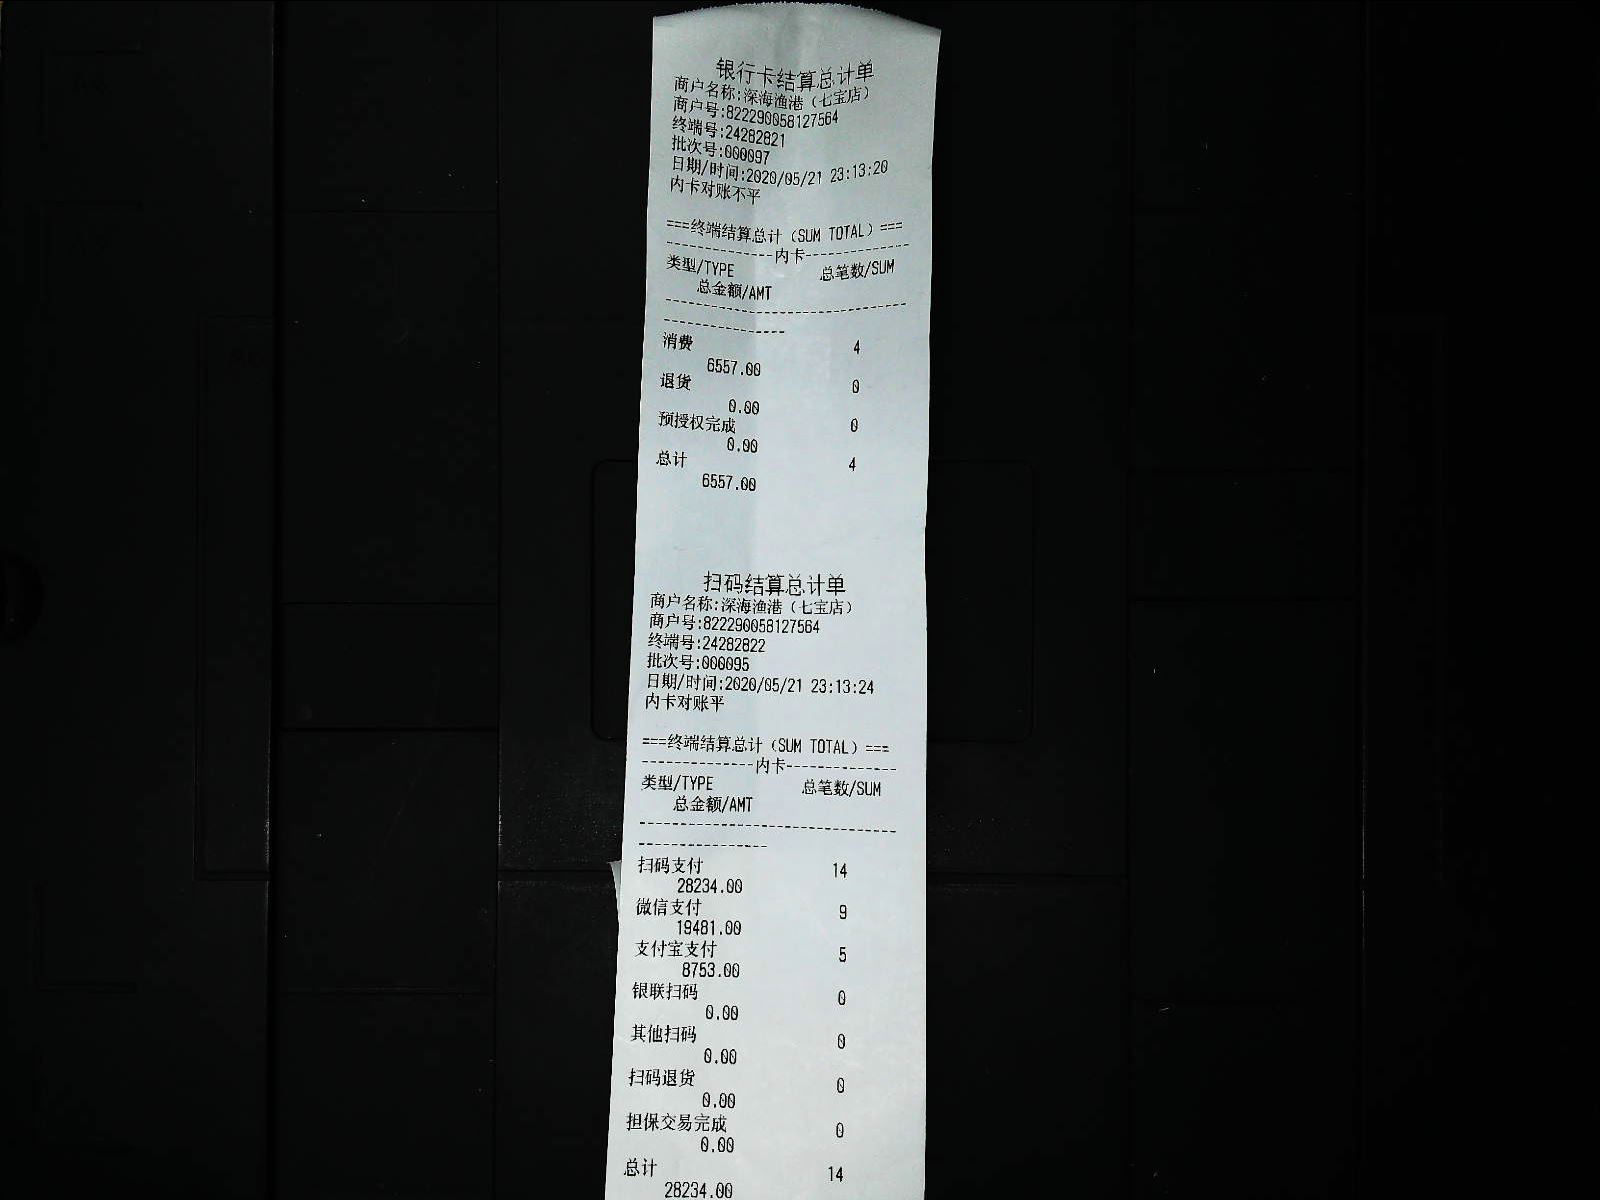 银行卡结算总计单
商户名称:深海渔港（七宝店）
商户号:822290058127564
终端号:24282821
批次号:000097
日期/时间:2020/05/21 23:13:20
内卡对账不平
===终端结算总计（SUM TOTAL）===
--------------内卡--------------
类型/TYPE 总笔数/SUM
总金额/AMT
--------------------------------
----------------
消费 4
6557.00
退货 0
0.00
预授权完成 0
0.00
总计 4
6557.00
扫码结算总计单
商户名称:深海渔港（七宝店）
商户号:822290058127564
终端号:24282822
批次号:000095
日期/时间:2020/05/21 23:13:24
内卡对账平
===终端结算总计（SUM TOTAL）===
--------------内卡--------------
类型/TYPE 总笔数/SUM
总金额/AMT
--------------------------------
----------------
扫码支付 14
28234.00
微信支付 9
19481.00
支付宝支付 5
8753.00
银联扫码 0
0.00
其他扫码 0
0.00
扫码退货 0
0.00
担保交易完成 0
0.00
总计 14
28234.00